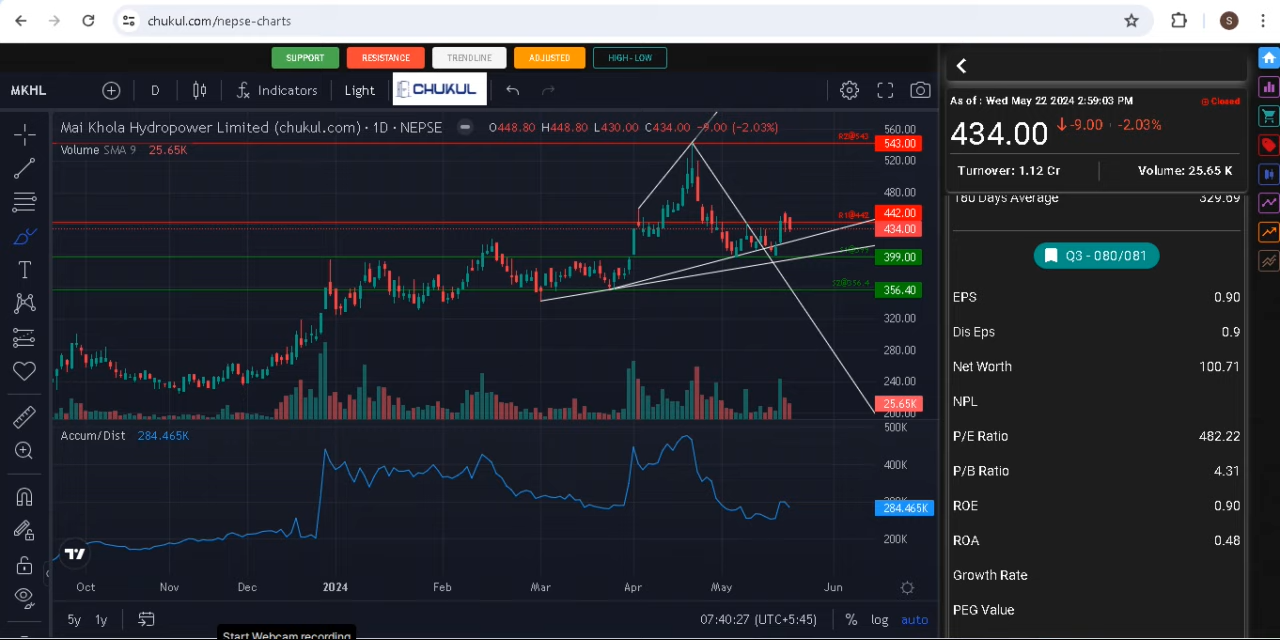 chukul.com/nepse-charts
S
SUPPORT RESISTANCE TRENDLINE ADJUSTED HIGH - LOW
MKHL D Indicators Light CHUKUL
Mai Khola Hydropower Limited (chukul.com) · 1D · NEPSE O448.80 H448.80 L430.00 C434.00 -9.00 (-2.03%)
Volume SMA 9 25.65K
560.00
R2@543 543.00
520.00
480.00
R1@442 442.00
434.00
399.00
356.40
320.00
280.00
240.00
25.65K
200.00
Accum/Dist 284.465K
500K
400K
284.465K
200K
Oct Nov Dec 2024 Feb Mar Apr May Jun
5y 1y 07:40:27 (UTC+5:45) % log auto
Start Webcam recording
As of : Wed May 22 2024 2:59:03 PM Closed
434.00 -9.00 -2.03%
Turnover: 1.12 Cr Volume: 25.65 K
180 Days Average 329.69
Q3 - 080/081
EPS 0.90
Dis Eps 0.9
Net Worth 100.71
NPL
P/E Ratio 482.22
P/B Ratio 4.31
ROE 0.90
ROA 0.48
Growth Rate
PEG Value